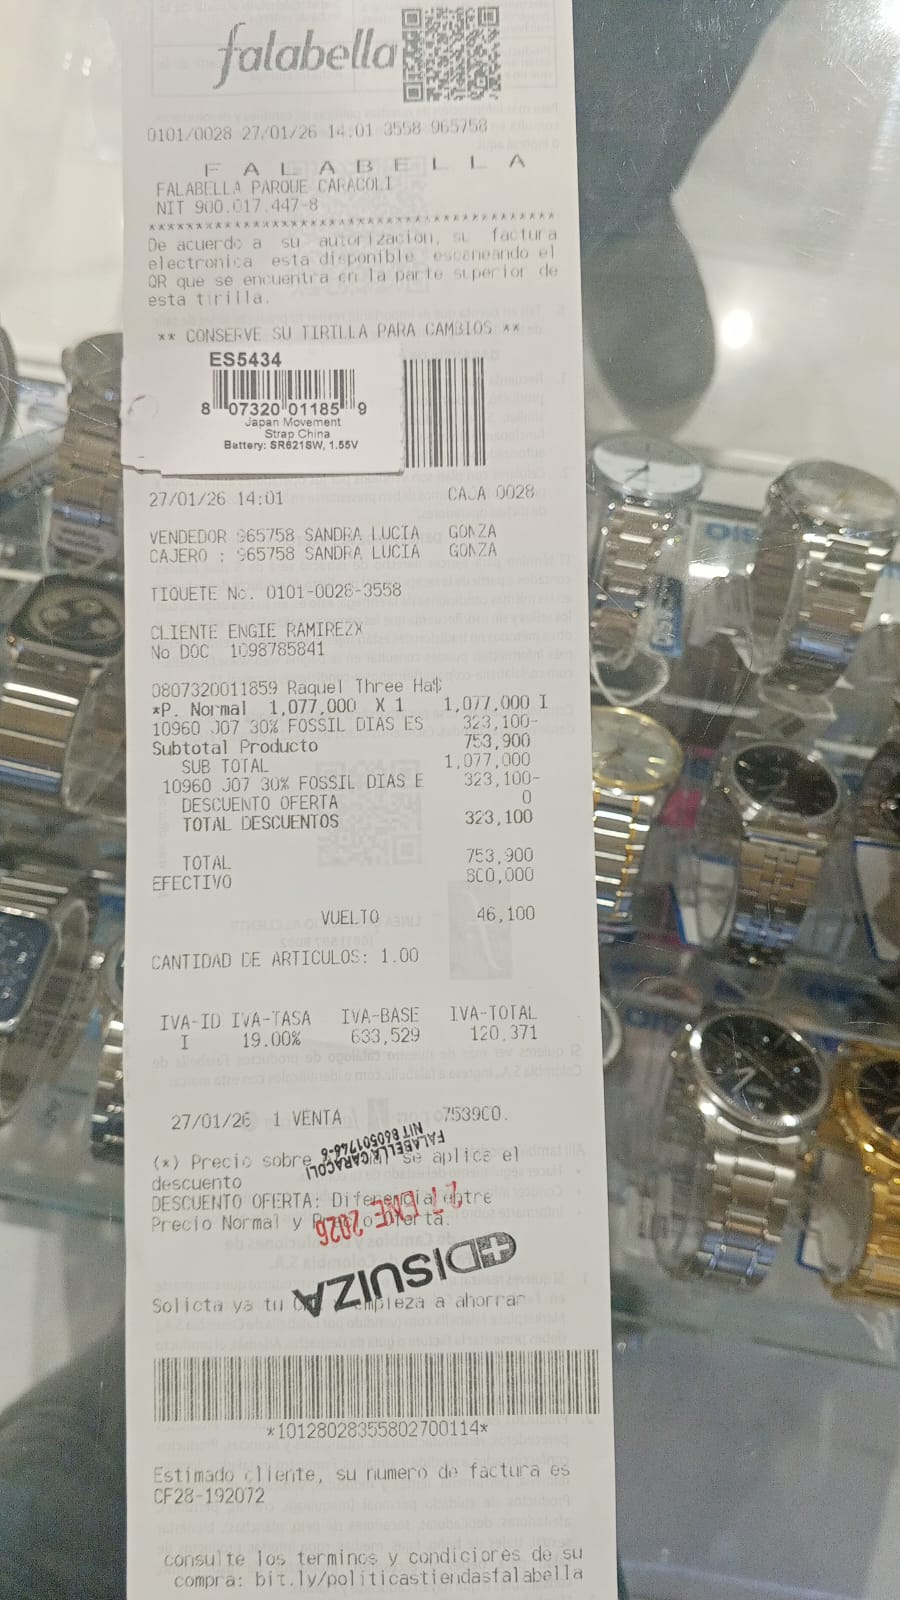 falabella
0101/0028 27/01/26 14:01 3558 965758
F A L A B E L L A
FALABELLA PARQUE CARACOLI
NIT 900.017.447-8
******************************************
De acuerdo a su autorizacion, su factura
electronica esta disponible escaneando el
QR que se encuentra en la parte superior de
esta tirilla.
** CONSERVE SU TIRILLA PARA CAMBIOS **
ES5434
8 07320 01185 9
Japan Movement
Strap China
Battery: SR621SW, 1.55V
27/01/26 14:01 CAJA 0028
VENDEDOR 965758 SANDRA LUCIA GONZA
CAJERO : 965758 SANDRA LUCIA GONZA
TIQUETE No. 0101-0028-3558
CLIENTE ENGIE RAMIREZX
No DOC 1098785841
0807320011859 Raquel Three Ha$
*P. Normal 1,077,000 X 1 1,077,000 I
10960 J07 30% FOSSIL DIAS ES 323,100-
Subtotal Producto 753,900
SUB TOTAL 1,077,000
10960 J07 30% FOSSIL DIAS E 323,100-
DESCUENTO OFERTA 0
TOTAL DESCUENTOS 323,100
TOTAL 753,900
EFECTIVO 800,000
VUELTO 46,100
CANTIDAD DE ARTICULOS: 1.00
IVA-ID IVA-TASA IVA-BASE IVA-TOTAL
I 19.00% 633,529 120,371
27/01/26 1 VENTA 753900.
NIT 860501746-6
FALABELLA CARACOLI
(*) Precio sobre se aplica el
descuento
DESCUENTO OFERTA: Diferencia entre
Precio Normal y Precio oferta.
27 ENE 2026
DISUIZA
Solicta ya tu empieza a ahorrar
*10128028355802700114*
Estimado cliente, su numero de factura es
CF28-192072
consulte los terminos y condiciones de su
compra: bit.ly/politicastiendasfalabella